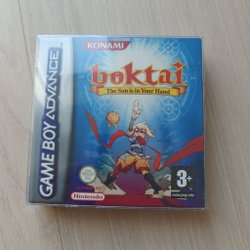 KONAMI
boktai
The Sun is in Your Hand
GAME BOY ADVANCE
Nintendo
3+